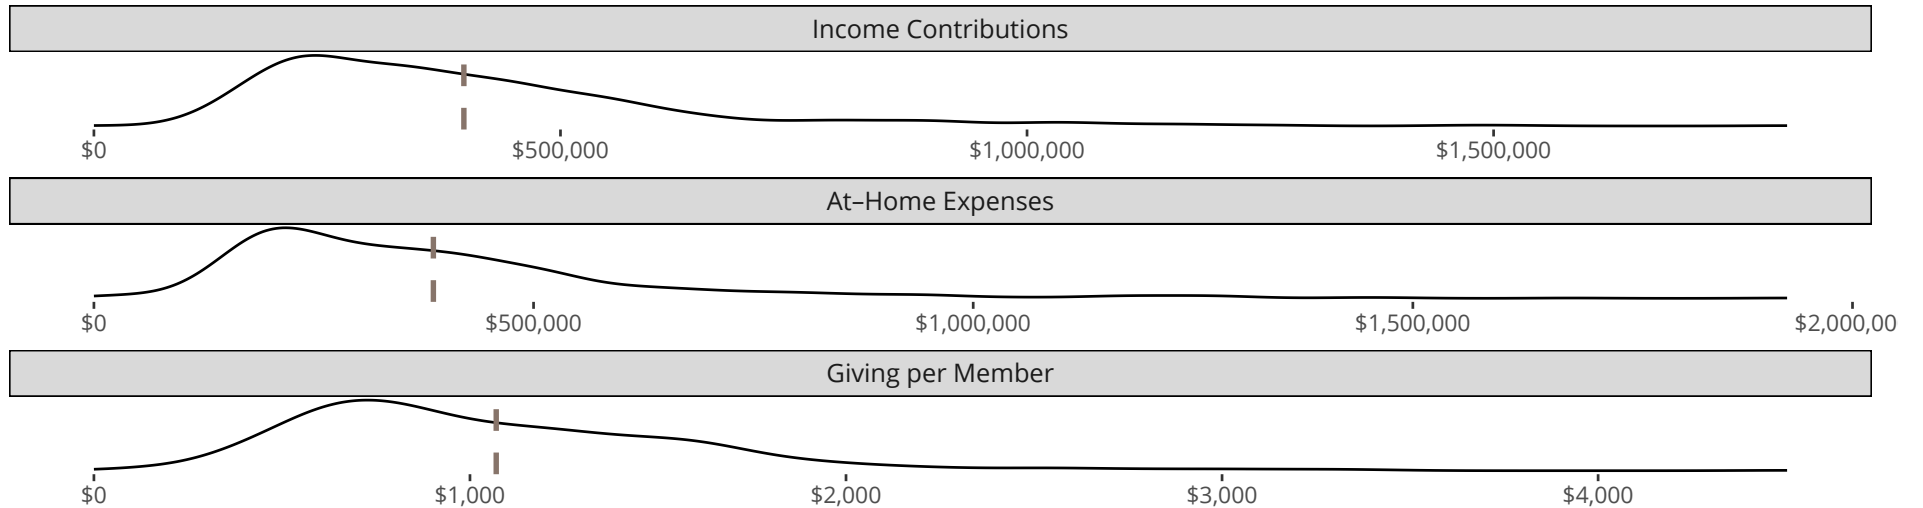 Income Contributions
$0 $500,000 $1,000,000 $1,500,000
At–Home Expenses
$0 $500,000 $1,000,000 $1,500,000 $2,000,00
Giving per Member
$0 $1,000 $2,000 $3,000 $4,000